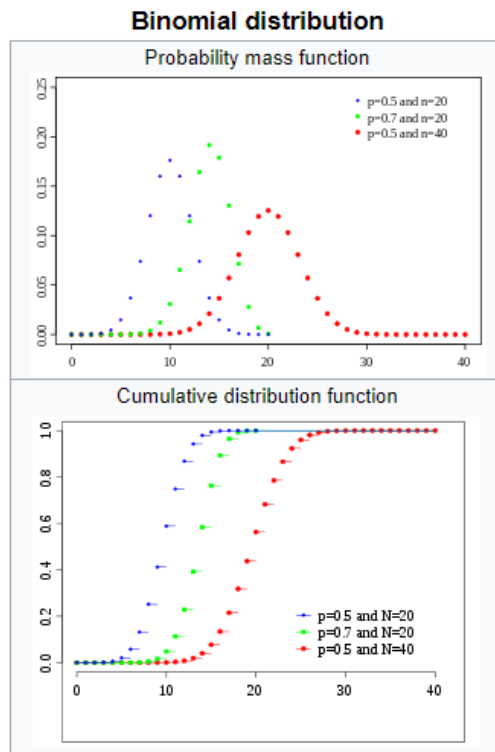 Binomial distribution
Probability mass function
0.25
0.20
0.15
0.10
0.05
0.00
p=0.5 and n=20
p=0.7 and n=20
p=0.5 and n=40
0 10 20 30 40
Cumulative distribution function
1.0
0.8
0.6
0.4
0.2
0.0
p=0.5 and N=20
p=0.7 and N=20
p=0.5 and N=40
0 10 20 30 40